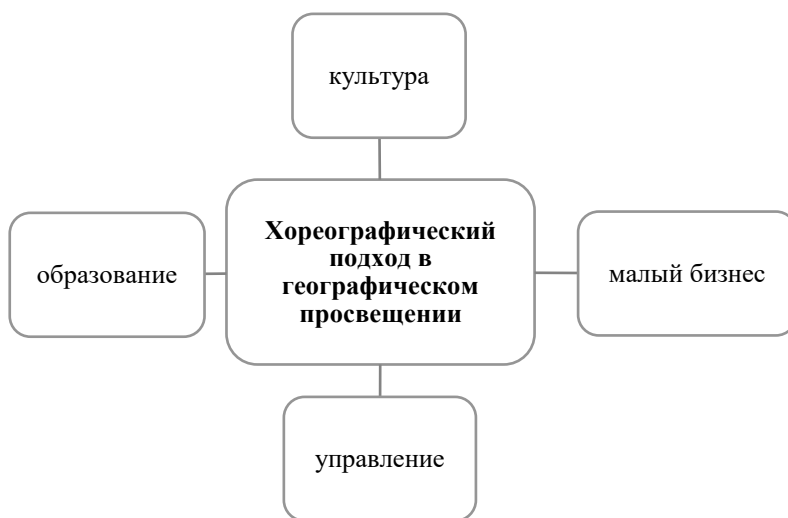 культура
образование
Хореографический
подход в
географическом
просвещении
малый бизнес
управление